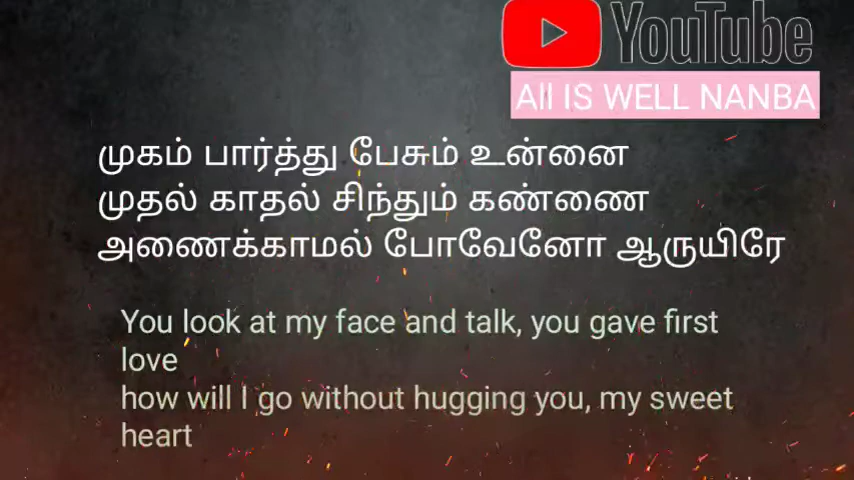 YouTube
All IS WELL NANBA
முகம் பார்த்து பேசும் உன்னை
முதல் காதல் சிந்தும் கண்ணை
அணைக்காமல் போவேனோ ஆருயிரே
You look at my face and talk, you gave first
love
how will I go without hugging you, my sweet
heart